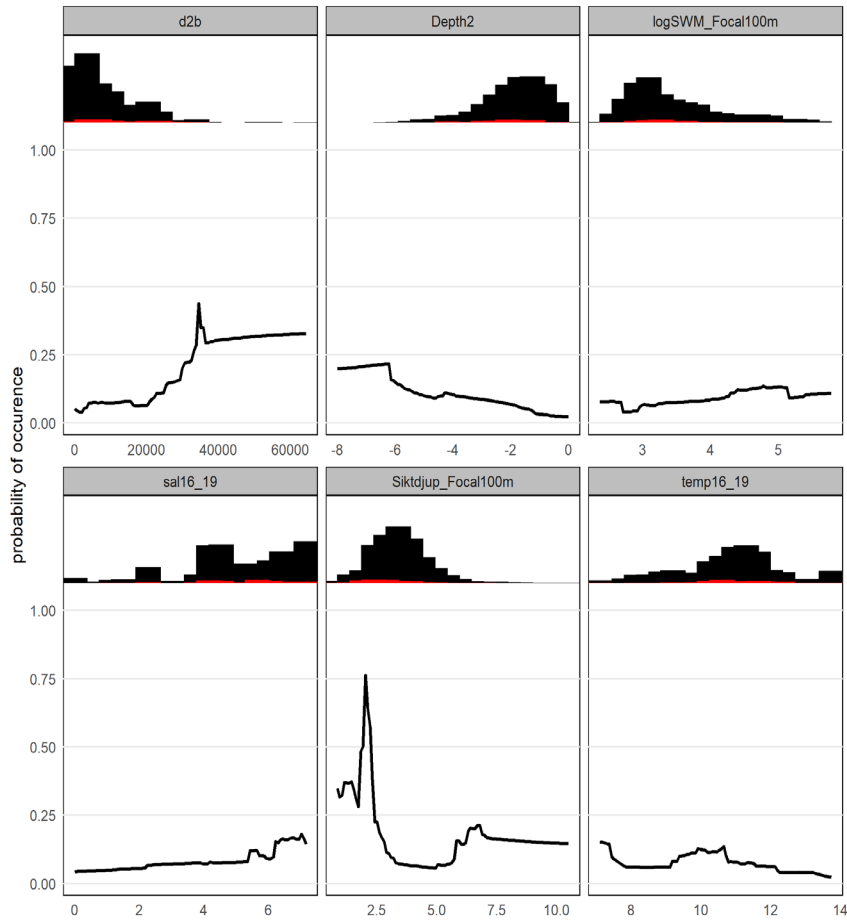 d2b Depth2 logSWM_Focal100m
1.00
0.75
0.50
0.25
0.00
0 20000 40000 60000 -8 -6 -4 -2 0 3 4 5
sal16_19 Siktdjup_Focal100m temp16_19
probability of occurence
1.00
0.75
0.50
0.25
0.00
0 2 4 6 2.5 5.0 7.5 10.0 8 10 12 14